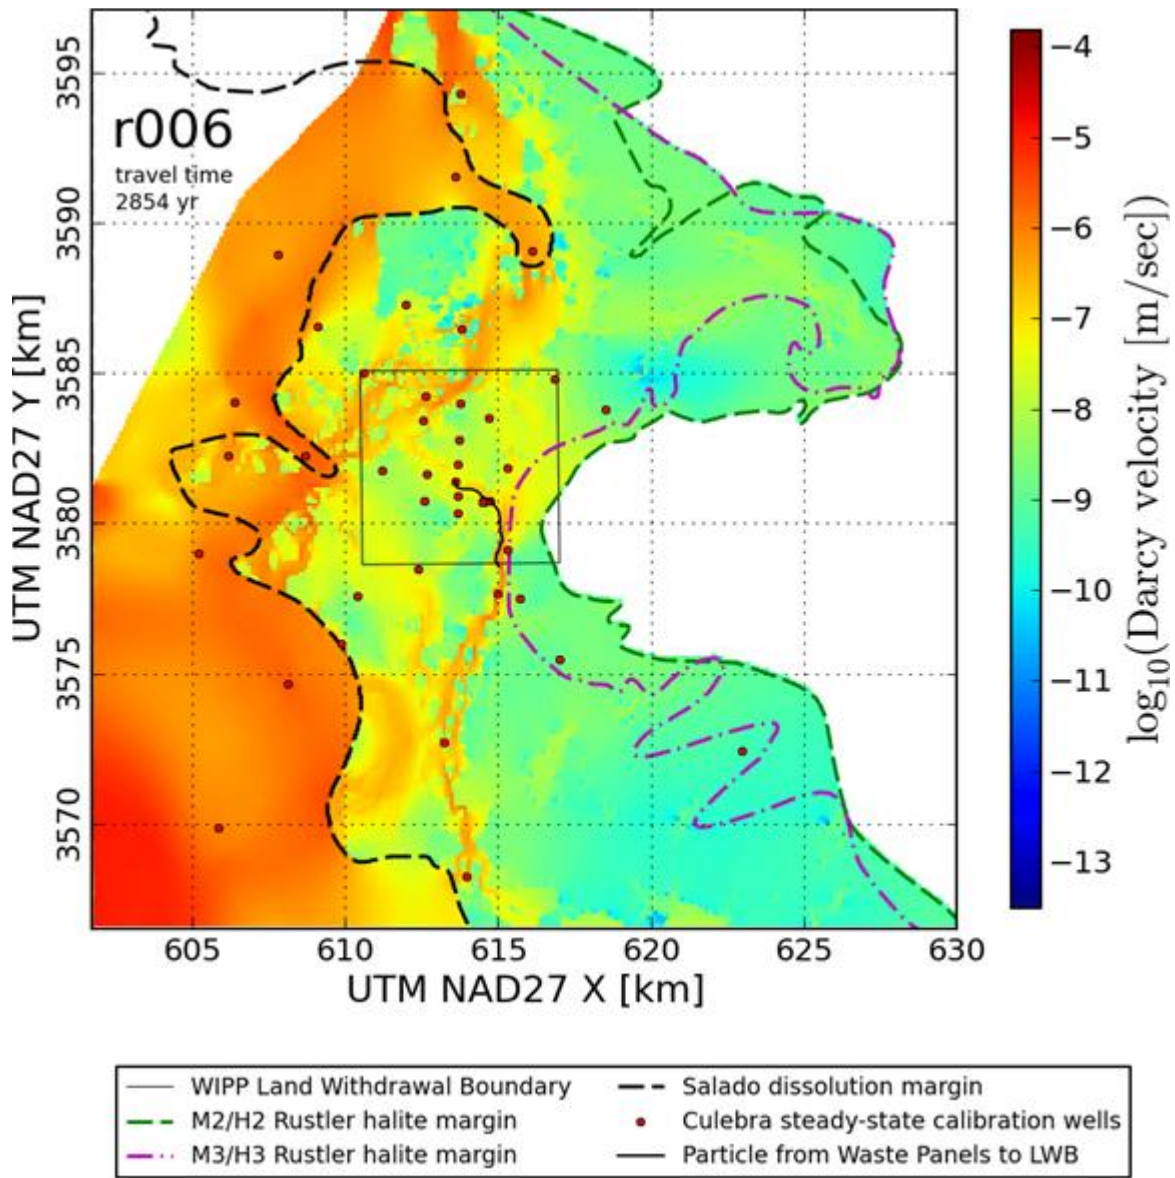 r006
travel time
2854 yr
3595
3590
3585
3580
3575
3570
UTM NAD27 Y [km]
605
610
615
620
625
630
UTM NAD27 X [km]
−4
−5
−6
−7
−8
−9
−10
−11
−12
−13
log₁₀(Darcy velocity [m/sec])
WIPP Land Withdrawal Boundary
M2/H2 Rustler halite margin
M3/H3 Rustler halite margin
Salado dissolution margin
Culebra steady-state calibration wells
Particle from Waste Panels to LWB